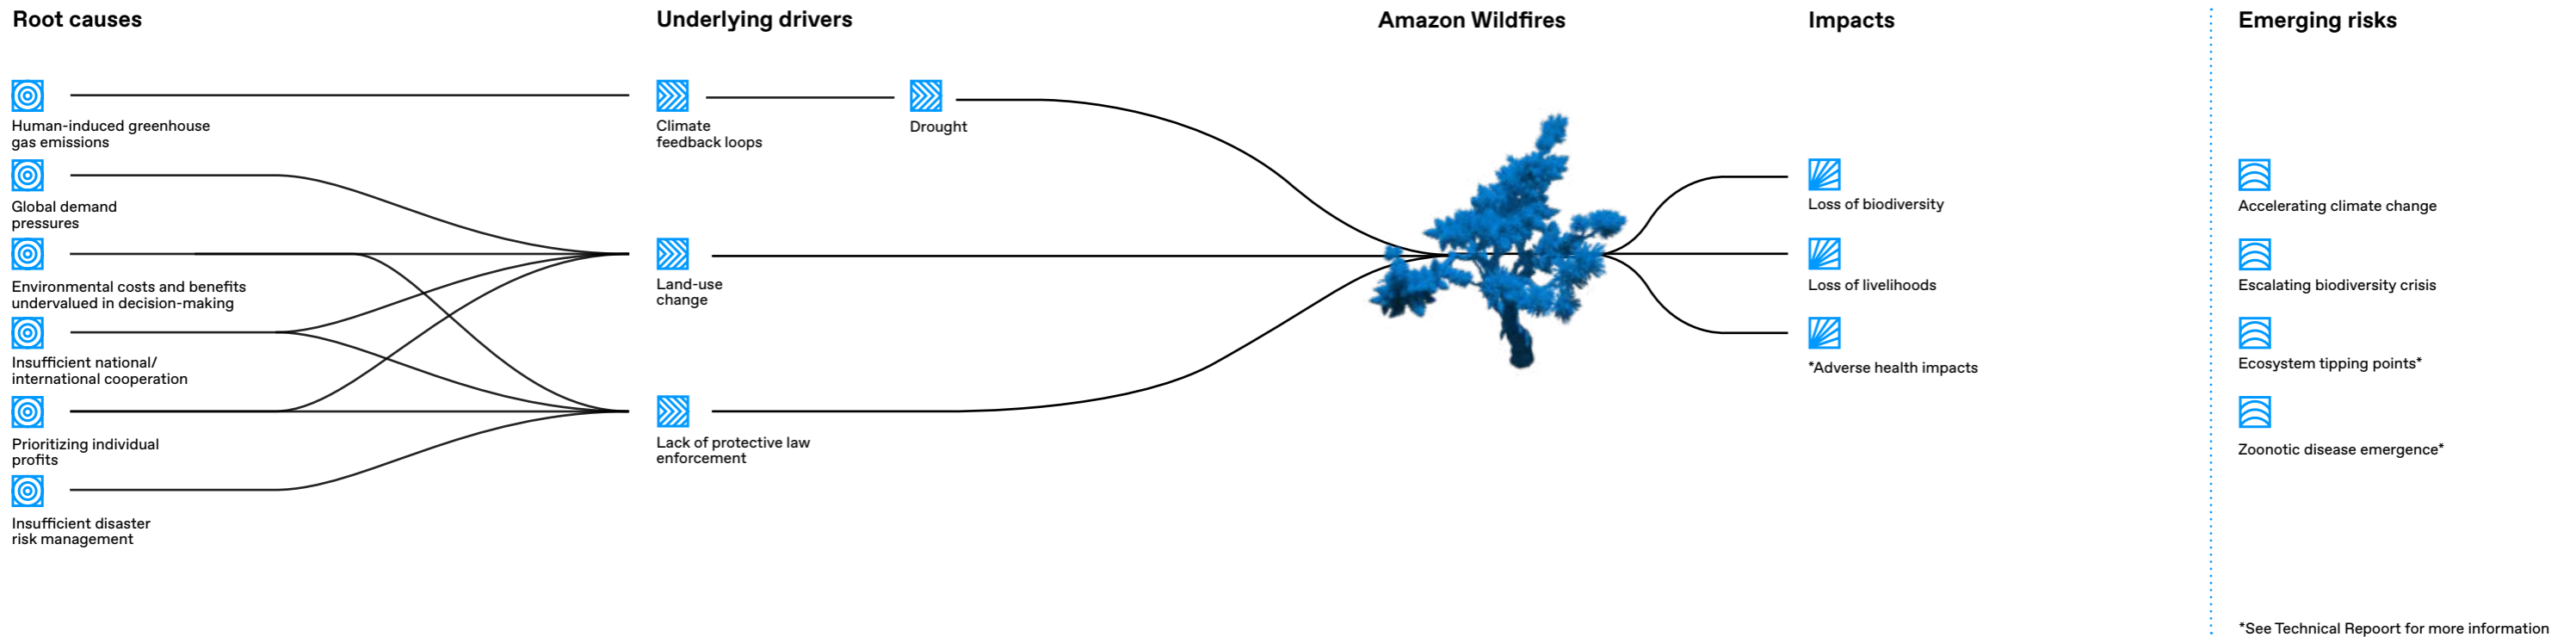 Root causes
Human-induced greenhouse
gas emissions
Global demand
pressures
Environmental costs and benefits
undervalued in decision-making
Insufficient national/
international cooperation
Prioritizing individual
profits
Insufficient disaster
risk management
Underlying drivers
Climate
feedback loops
Drought
Land-use
change
Lack of protective law
enforcement
Amazon Wildfires
Impacts
Loss of biodiversity
Loss of livelihoods
*Adverse health impacts
Emerging risks
Accelerating climate change
Escalating biodiversity crisis
Ecosystem tipping points*
Zoonotic disease emergence*
*See Technical Repoort for more information